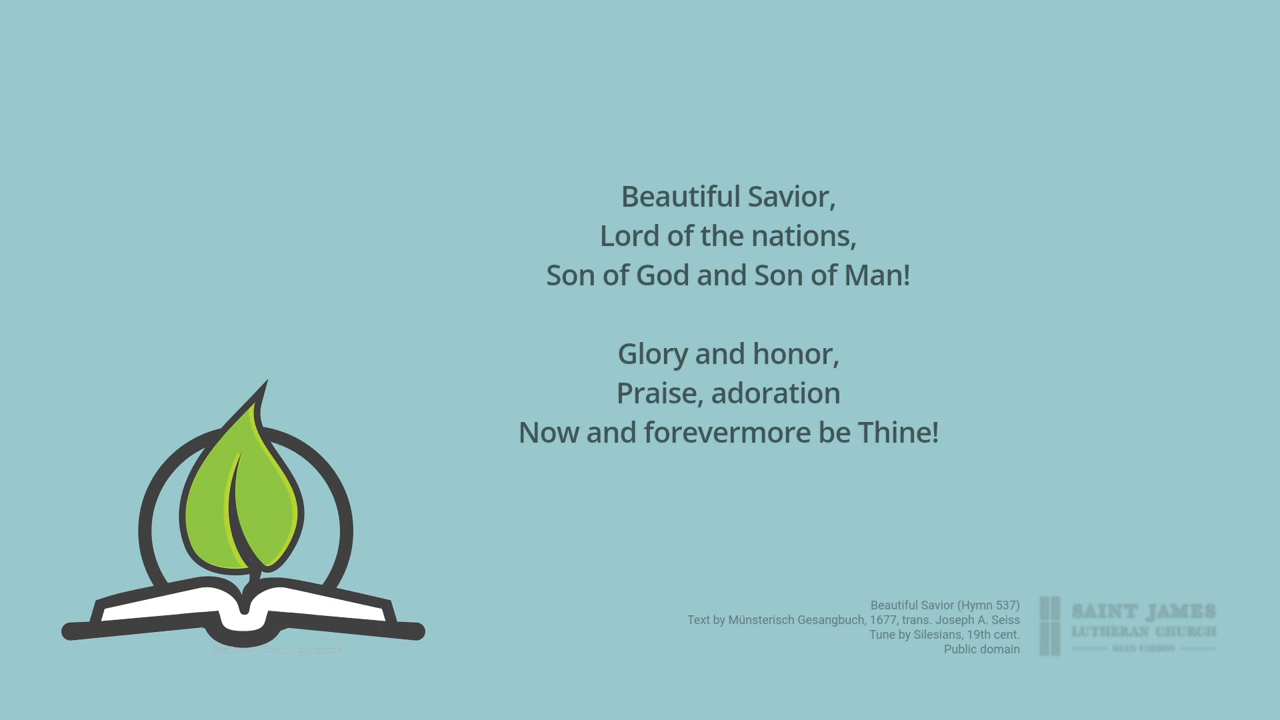 Beautiful Savior,
Lord of the nations,
Son of God and Son of Man!
Glory and honor,
Praise, adoration
Now and forevermore be Thine!
Beautiful Savior (Hymn 537)
Text by Münsterisch Gesangbuch, 1677, trans. Joseph A. Seiss
Tune by Silesians, 19th cent.
Public domain
SAINT JAMES
LUTHERAN CHURCH